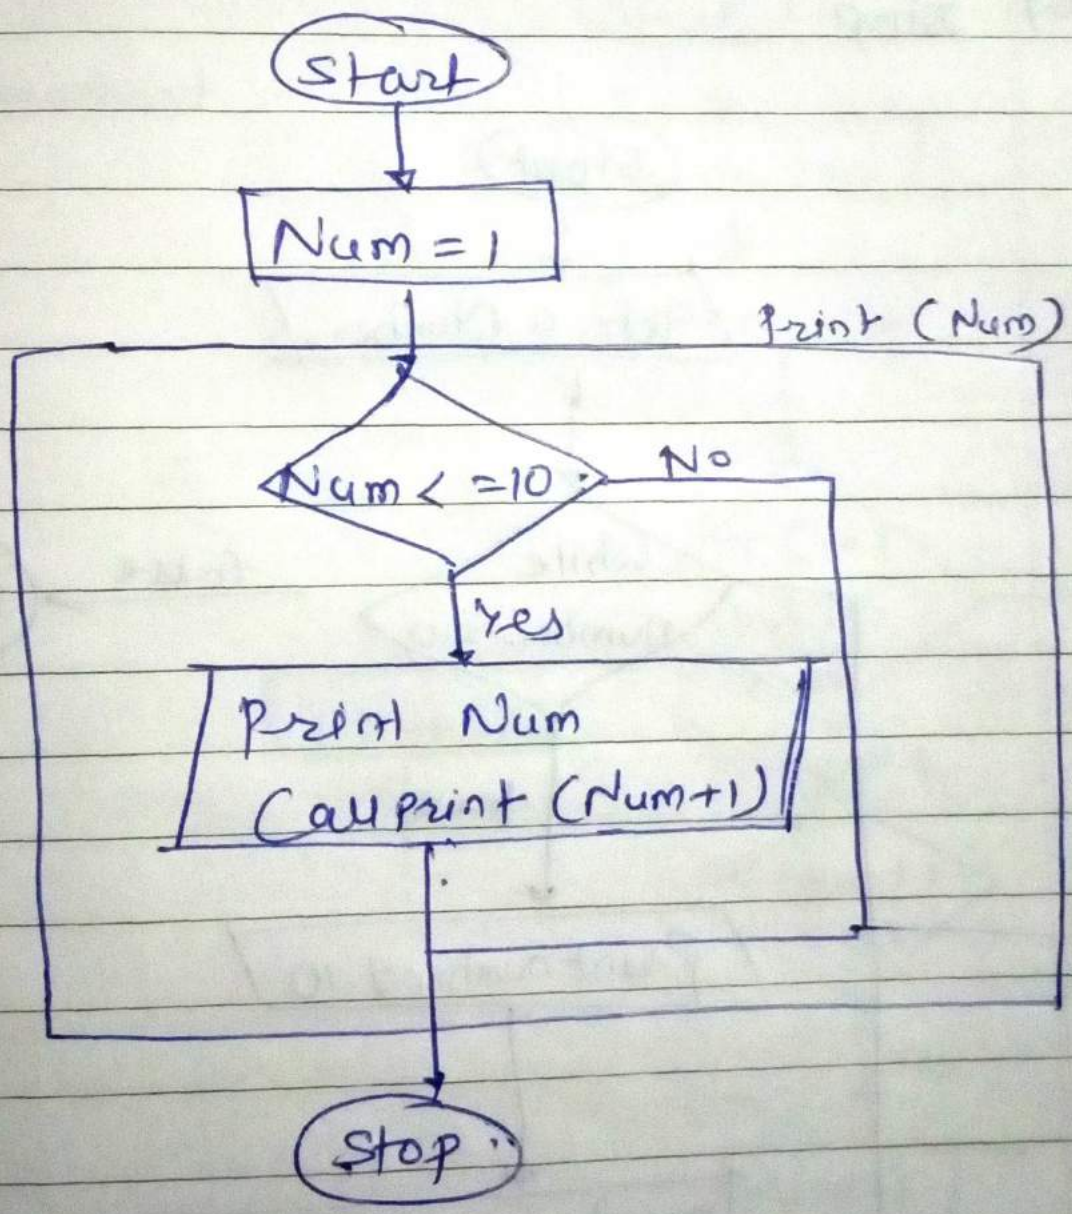 Start
Num = 1
Print (Num)
Num < =10
No
Yes
Print Num
Call Print (Num+1)
Stop